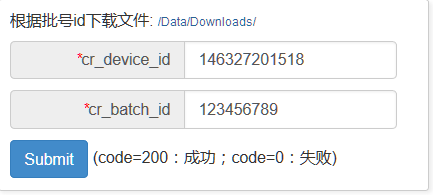 根据批号id下载文件: /Data/Downloads/
*cr_device_id 146327201518
*cr_batch_id 123456789
Submit (code=200：成功；code=0：失败)